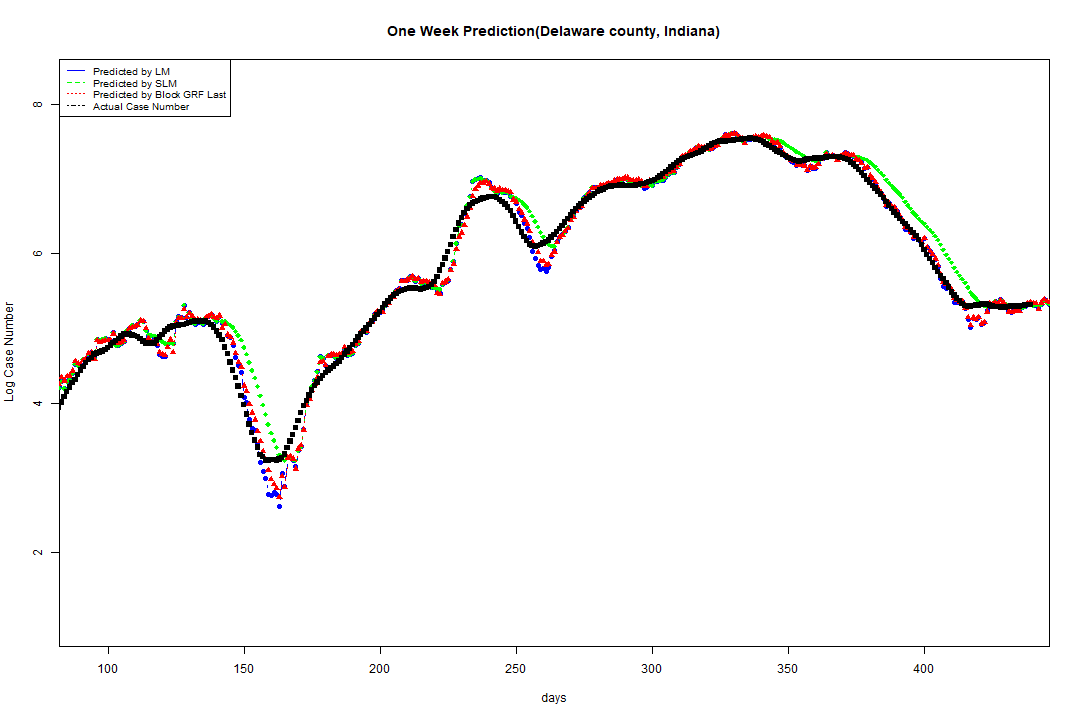 One Week Prediction(Delaware county, Indiana)
Predicted by LM
Predicted by SLM
Predicted by Block GRF Last
Actual Case Number
8
6
4
2
Log Case Number
100 150 200 250 300 350 400
days